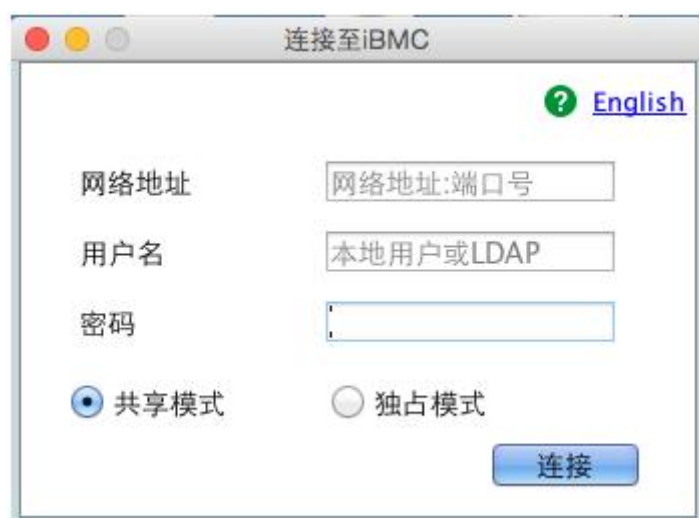 连接至iBMC
? English
网络地址 网络地址:端口号
用户名 本地用户或LDAP
密码
共享模式 独占模式
连接